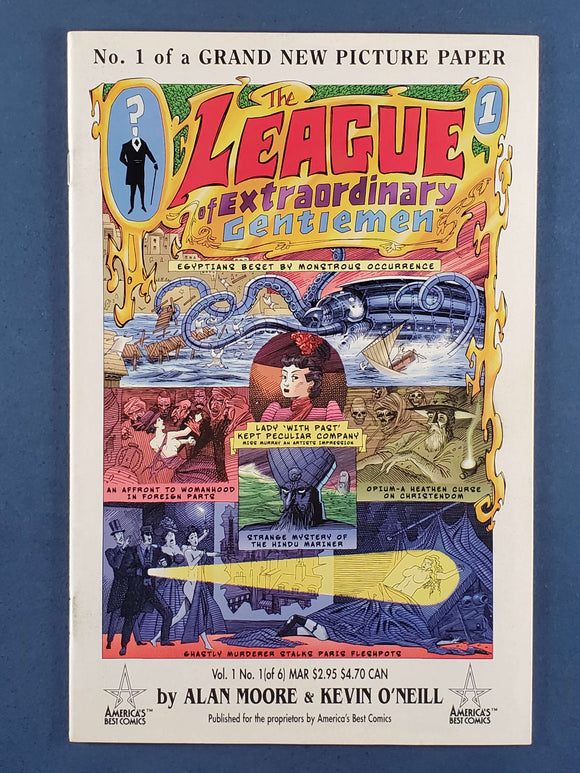 No. 1 of a GRAND NEW PICTURE PAPER
?
The
LEAGUE
1
of Extraordinary
Gentlemen™
EGYPTIANS BESET BY MONSTROUS OCCURRENCE
LADY 'WITH PAST'
KEPT PECULIAR COMPANY
MISS MURRAY AN ARTISTS IMPRESSION
AN AFFRONT TO WOMANHOOD
IN FOREIGN PARTS
OPIUM-A HEATHEN CURSE
ON CHRISTENDOM
STRANGE MYSTERY OF
THE HINDU MARINER
GHASTLY MURDERER STALKS PARIS FLESHPOTS
Vol. 1 No. 1(of 6) MAR $2.95 $4.70 CAN
by ALAN MOORE & KEVIN O'NEILL
AMERICA'S™
BEST COMICS
Published for the proprietors by America's Best Comics
AMERICA'S™
BEST COMICS